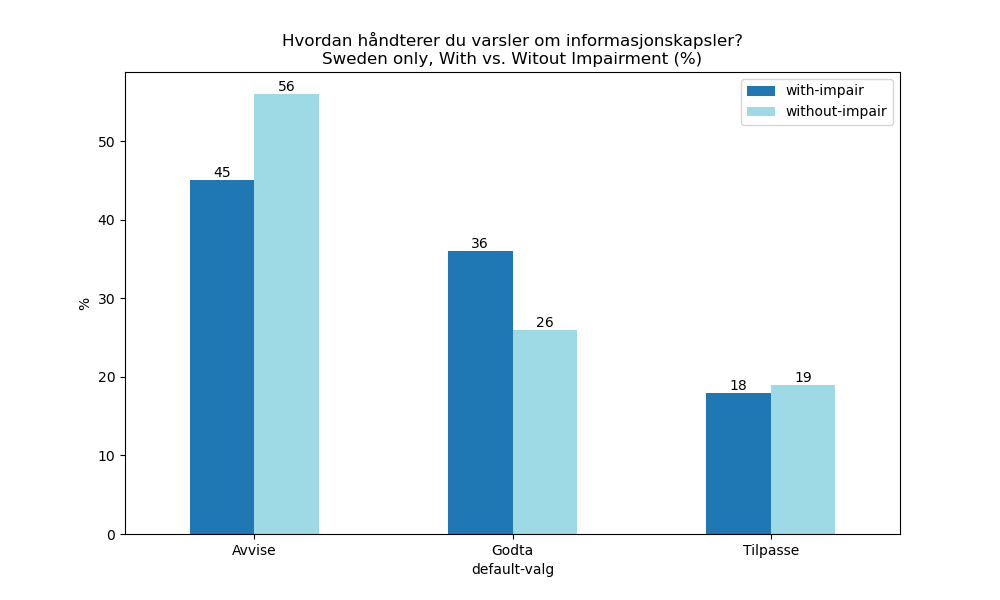 Hvordan håndterer du varsler om informasjonskapsler?
Sweden only, With vs. Witout Impairment (%)
with-impair
without-impair
56
45
36
26
18
19
50
40
30
20
10
0
%
Avvise
Godta
Tilpasse
default-valg